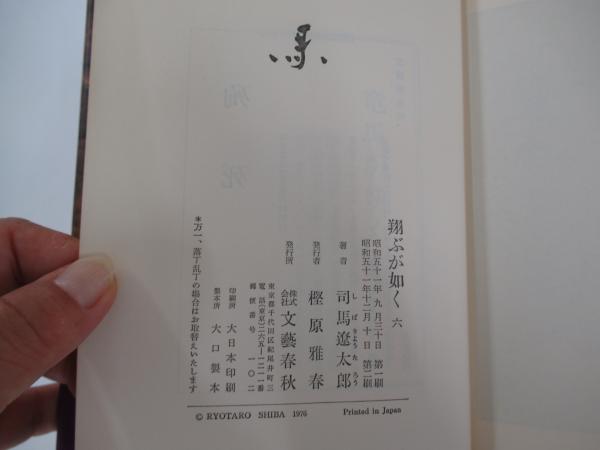 馬
翔ぶが如く 六
昭和五十一年九月三十日 第一刷
昭和五十一年十二月十日 第二刷
著者 司馬遼太郎
しばりょうたろう
発行者 樫原雅春
発行所 株式会社 文藝春秋
東京都千代田区紀尾井町三
電話(東京)二六五―一二一一番
郵便番号 一〇二
印刷所 大日本印刷
製本所 大口製本
*万一、落丁乱丁の場合はお取替えいたします
© RYOTARO SHIBA 1976 Printed in Japan
殉死